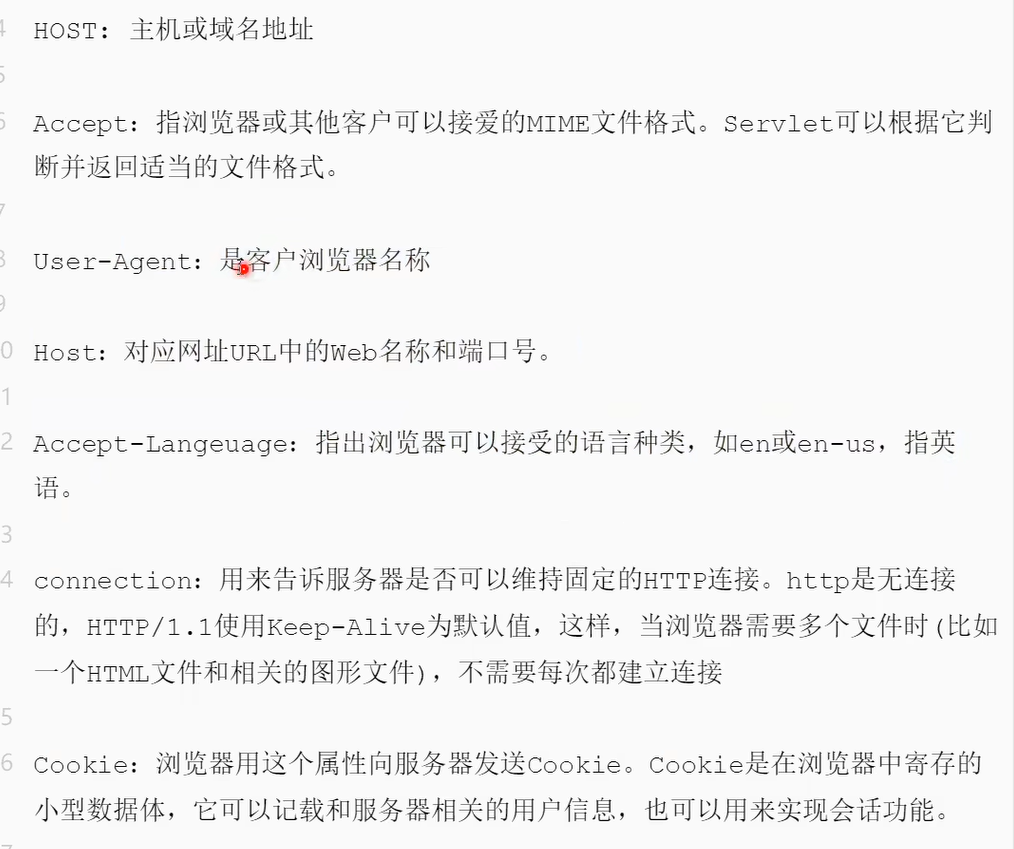 4 HOST: 主机或域名地址
5
6 Accept: 指浏览器或其他客户可以接爱的MIME文件格式。Servlet可以根据它判
断并返回适当的文件格式。
7
8 User-Agent: 是客户浏览器名称
9
0 Host: 对应网址URL中的Web名称和端口号。
1
2 Accept-Langeuage: 指出浏览器可以接受的语言种类，如en或en-us，指英
语。
3
4 connection: 用来告诉服务器是否可以维持固定的HTTP连接。http是无连接
的，HTTP/1.1使用Keep-Alive为默认值，这样，当浏览器需要多个文件时(比如
一个HTML文件和相关的图形文件)，不需要每次都建立连接
5
6 Cookie: 浏览器用这个属性向服务器发送Cookie。Cookie是在浏览器中寄存的
小型数据体，它可以记载和服务器相关的用户信息，也可以用来实现会话功能。